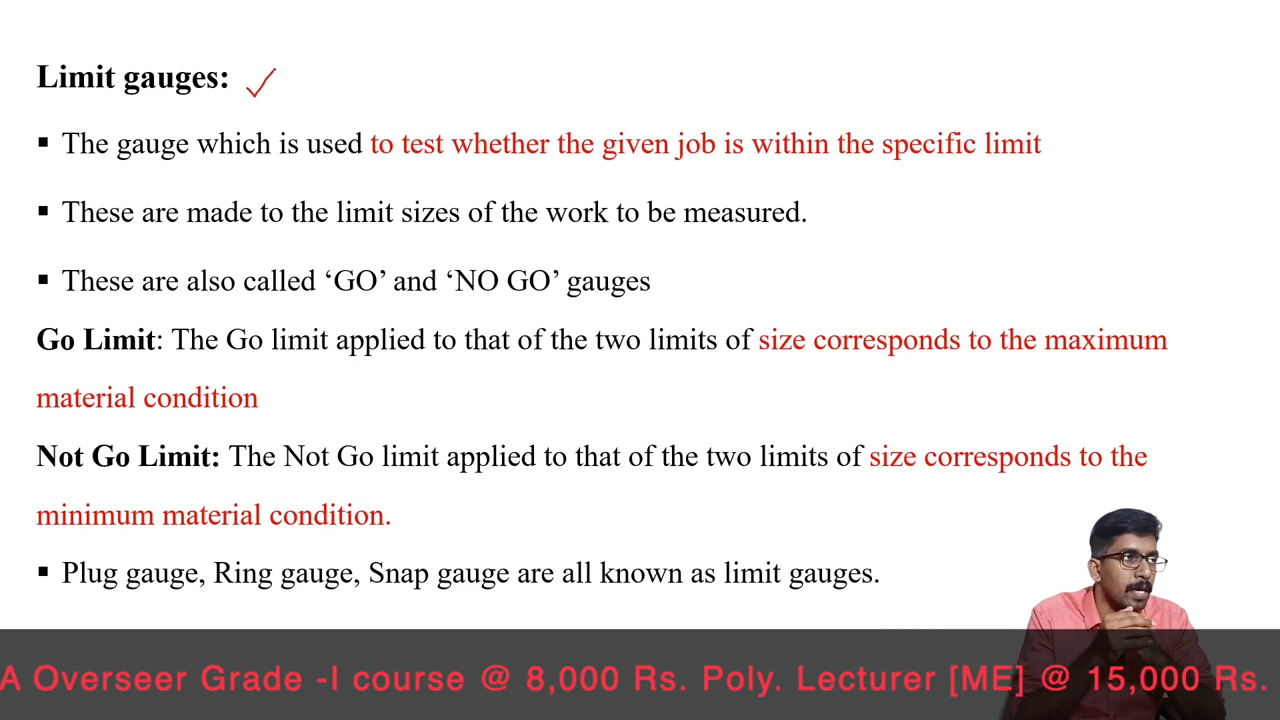 Limit gauges:
▪ The gauge which is used to test whether the given job is within the specific limit
▪ These are made to the limit sizes of the work to be measured.
▪ These are also called ‘GO’ and ‘NO GO’ gauges
Go Limit: The Go limit applied to that of the two limits of size corresponds to the maximum
material condition
Not Go Limit: The Not Go limit applied to that of the two limits of size corresponds to the
minimum material condition.
▪ Plug gauge, Ring gauge, Snap gauge are all known as limit gauges.
A Overseer Grade -I course @ 8,000 Rs. Poly. Lecturer [ME] @ 15,000 Rs.